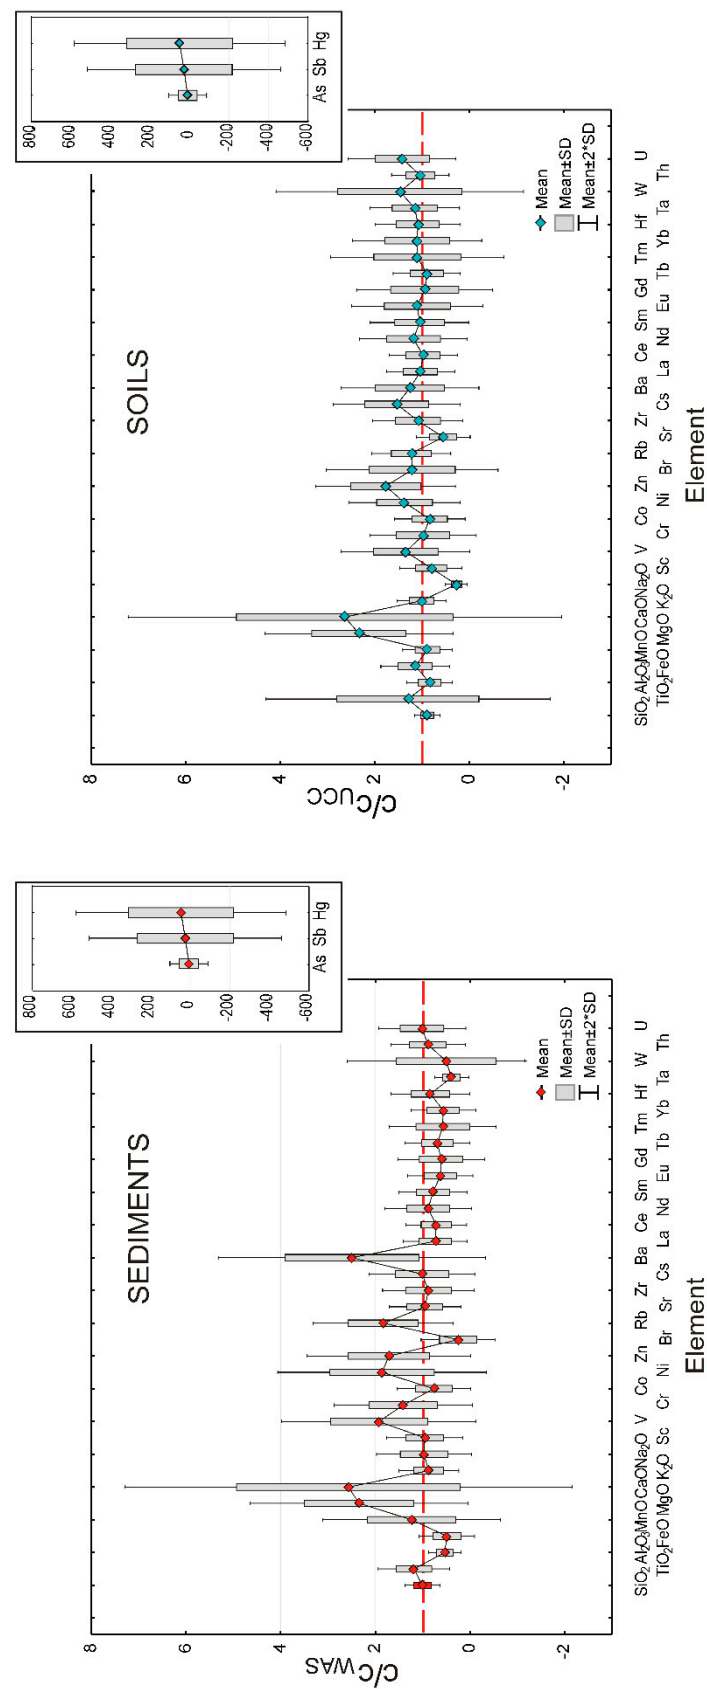 SEDIMENTS
800
600
400
200
0
-200
-400
-600
As Sb Hg
8
6
4
2
0
-2
C/C WAS
Mean
Mean±SD
Mean±2*SD
SiO₂ Al₂O₃ MnO CaO Na₂O V Co Zn Rb Zr Ba Ce Sm Gd Tm Hf W U
TiO₂ FeO MgO K₂O Sc Cr Ni Br Sr Cs La Nd Eu Tb Yb Ta Th
Element
SOILS
800
600
400
200
0
-200
-400
-600
As Sb Hg
8
6
4
2
0
-2
C/C UCC
Mean
Mean±SD
Mean±2*SD
SiO₂ Al₂O₃ MnO CaO Na₂O V Co Zn Rb Zr Ba Ce Sm Gd Tm Hf W U
TiO₂ FeO MgO K₂O Sc Cr Ni Br Sr Cs La Nd Eu Tb Yb Ta Th
Element